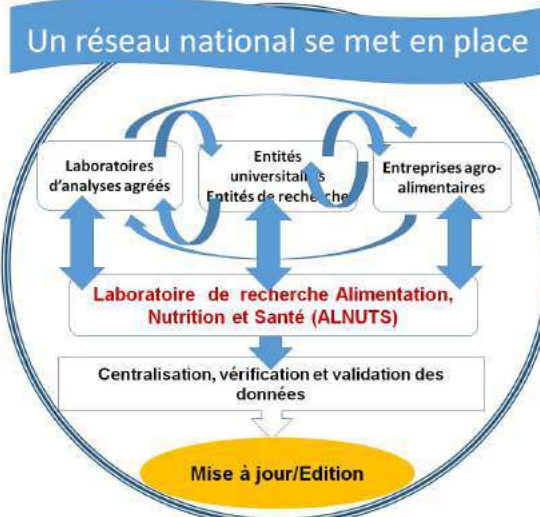 Un réseau national se met en place
Laboratoires
d'analyses agréés
Entités
universitaires
Entités de recherche
Entreprises agro-
alimentaires
Laboratoire de recherche Alimentation,
Nutrition et Santé (ALNUTS)
Centralisation, vérification et validation des
données
Mise à jour/Edition